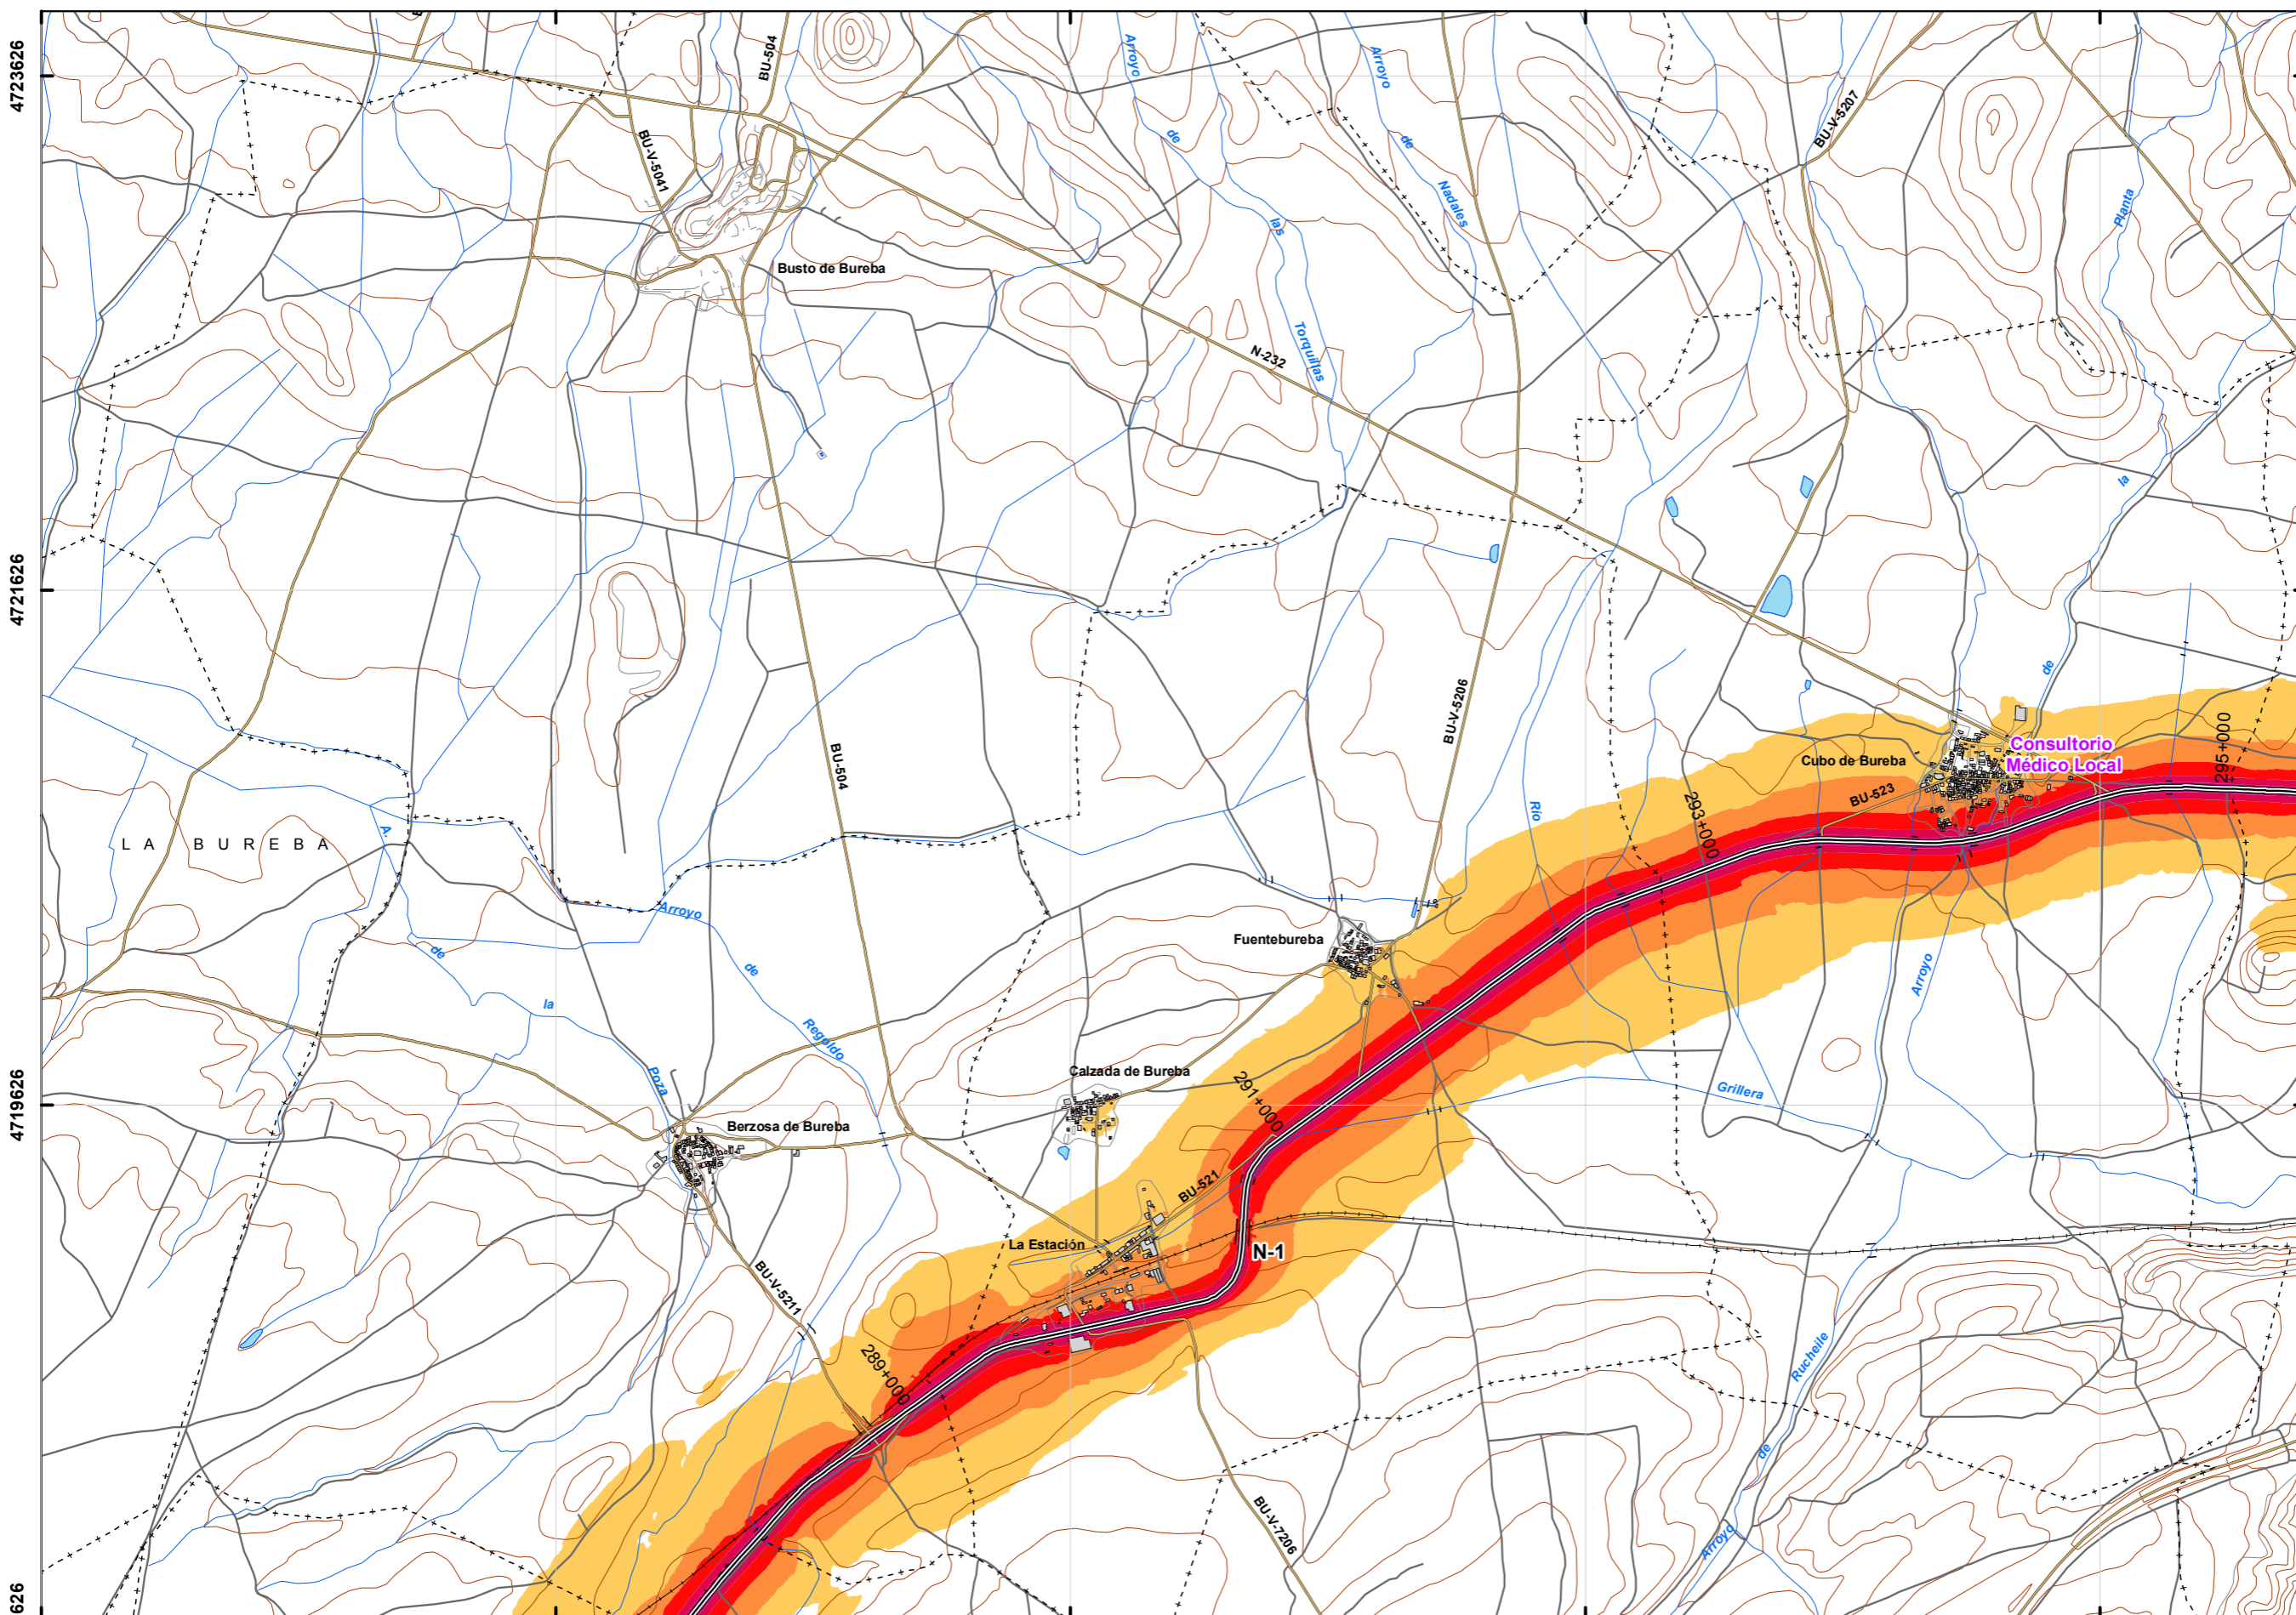 4723626
4721626
4719626
626
BU-504
BU-V-5041
Busto de Bureba
Arroyo
de
las
Torquillas
Arroyo
de
Nadales
BU-V-5207
Planta
la
de
N-232
BU-V-5206
BU-504
Río
Cubo de Bureba
Consultorio
Médico Local
BU-523
295+000
293+000
LA BUREBA
A.
de
la
Poza
Arroyo
de
Regoido
Fuentebureba
Arroyo
Grillera
Calzada de Bureba
291+000
Berzosa de Bureba
BU-521
La Estación
N-1
BU-V-5211
289+000
BU-V-7206
Arroyo
de
Rucheile